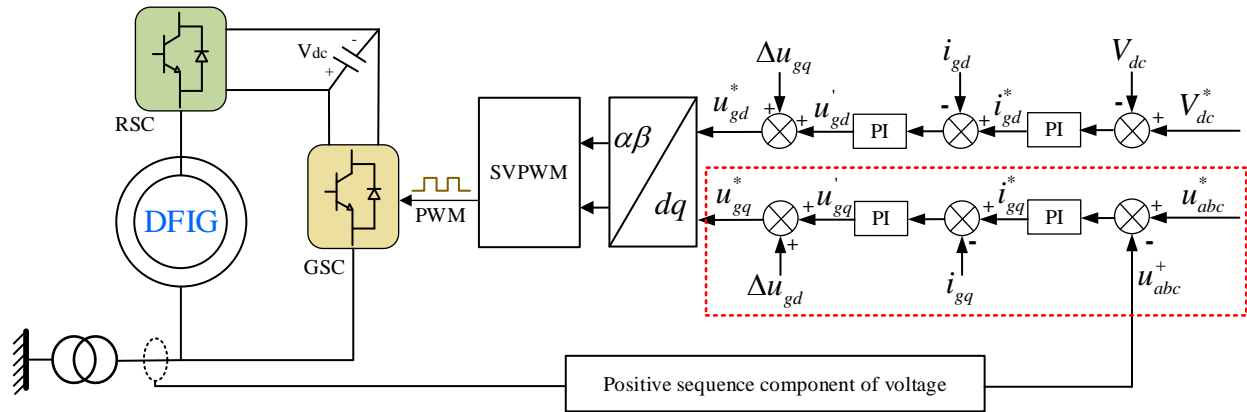 RSC
V_dc
-
+
DFIG
GSC
PWM
SVPWM
αβ
dq
Δu_gq
i_gd
V_dc
u*_gd
+
+
u'_gd
PI
-
+
i*_gd
PI
-
+
V*_dc
u*_gq
+
+
u'_gq
PI
+
-
i*_gq
PI
+
-
u*_abc
Δu_gd
i_gq
u+_abc
Positive sequence component of voltage